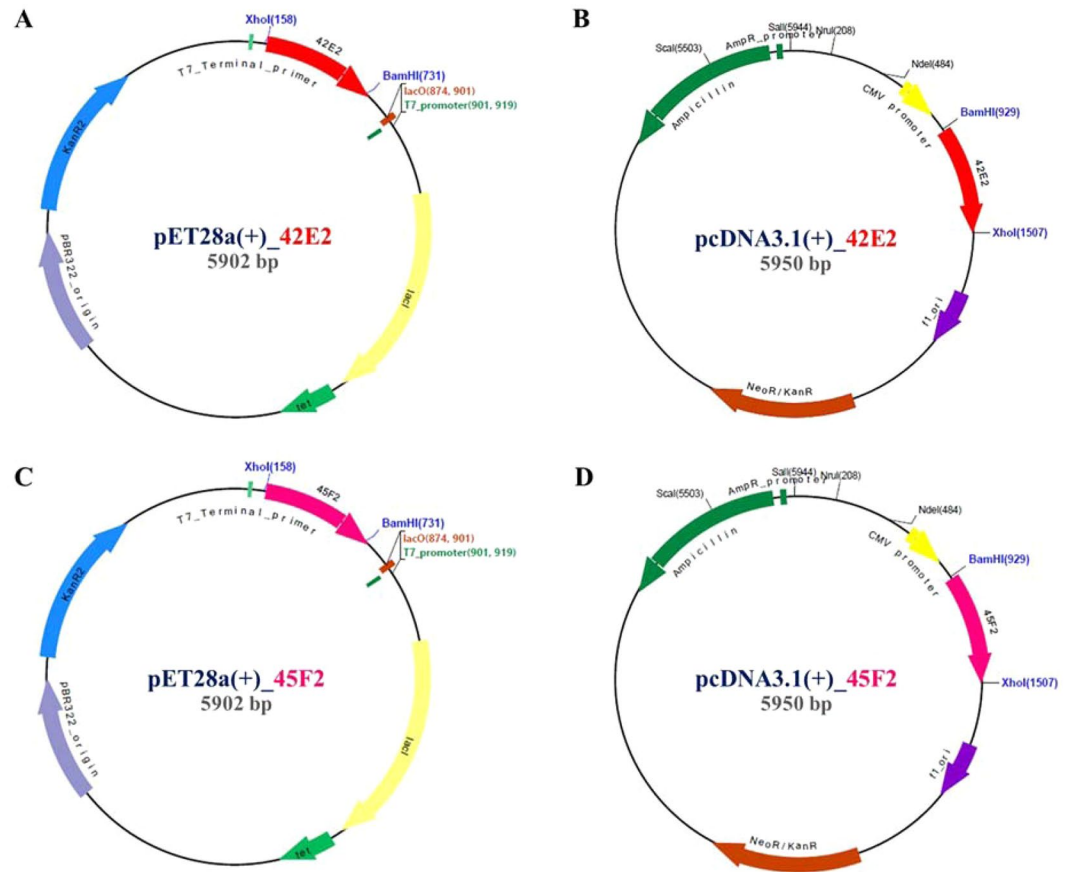 A
XhoI(158)
42E2
T7_Terminal_primer
BamHI(731)
lacO(874, 901)
T7_promoter(901, 919)
KanR2
pET28a(+)_42E2
5902 bp
pBR322_origin
lacI
tet
B
SalI(5944)
AmpR_promoter
NruI(208)
ScaI(5503)
NdeI(484)
Ampicillin
CMV promoter
BamHI(929)
42E2
pcDNA3.1(+)_42E2
5950 bp
XhoI(1507)
f1_ori
NeoR/KanR
C
XhoI(158)
45F2
T7_Terminal_primer
BamHI(731)
lacO(874, 901)
T7_promoter(901, 919)
KanR2
pET28a(+)_45F2
5902 bp
pBR322_origin
lacI
tet
D
SalI(5944)
AmpR_promoter
NruI(208)
ScaI(5503)
NdeI(484)
Ampicillin
CMV promoter
BamHI(929)
45F2
pcDNA3.1(+)_45F2
5950 bp
XhoI(1507)
f1_ori
NeoR/KanR